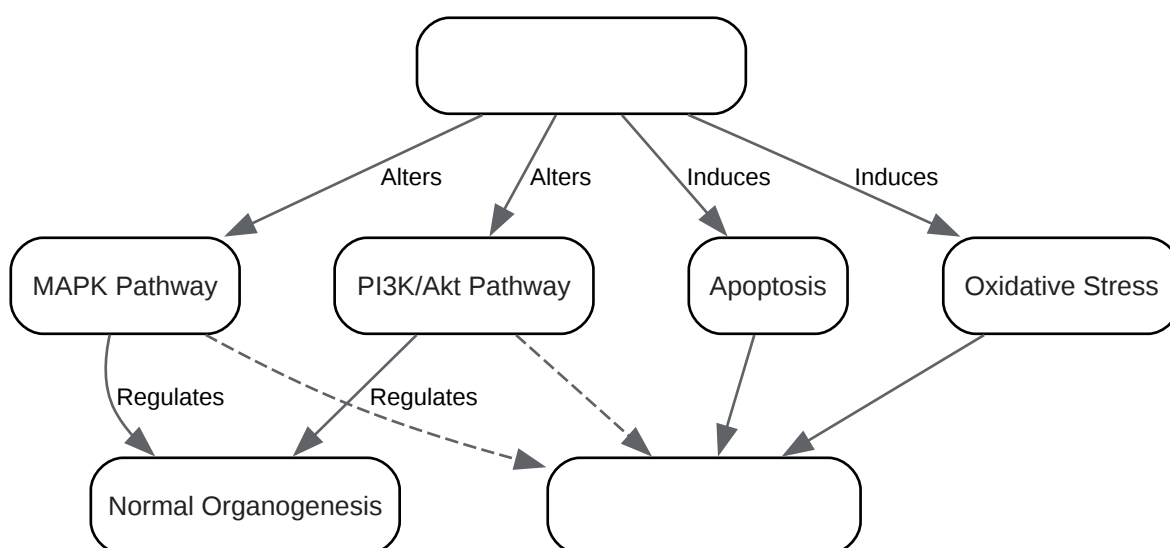 Alters
Alters
Induces
Induces
MAPK Pathway
PI3K/Akt Pathway
Apoptosis
Oxidative Stress
Regulates
Regulates
Normal Organogenesis